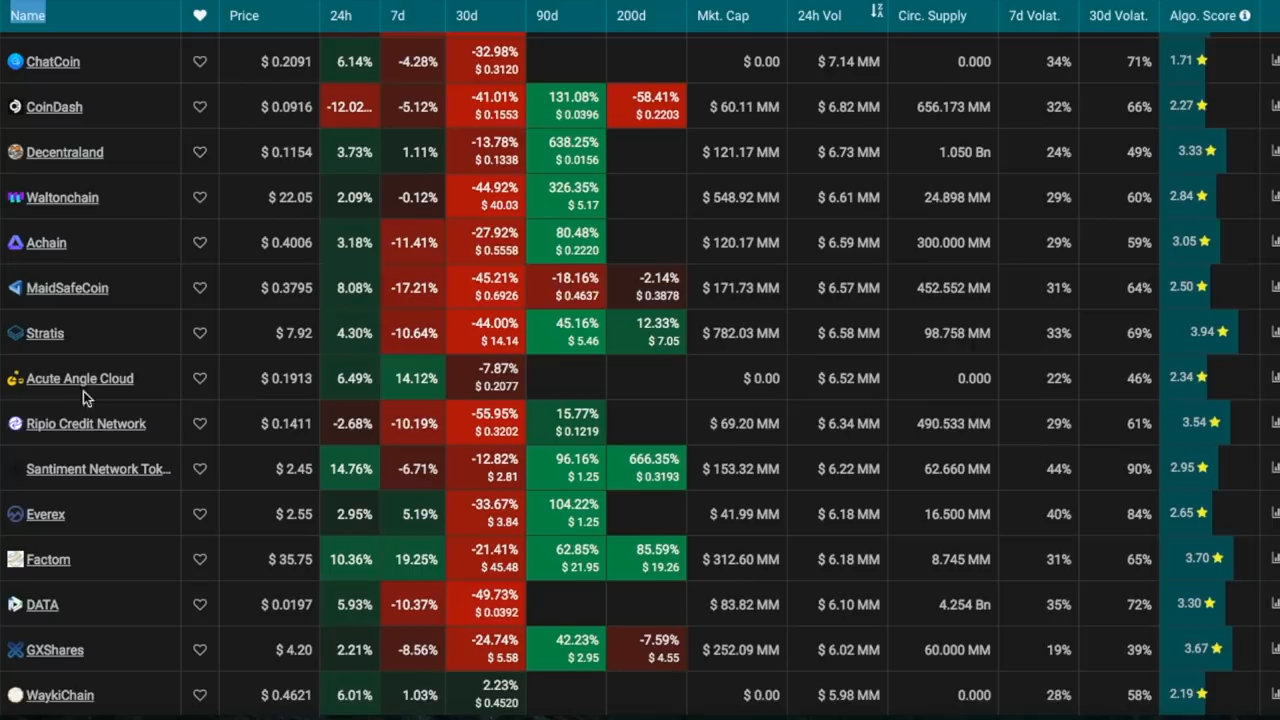 Name Price 24h 7d 30d 90d 200d Mkt. Cap 24h Vol Circ. Supply 7d Volat. 30d Volat. Algo. Score
ChatCoin $ 0.2091 6.14% -4.28% -32.98% $ 0.3120 $ 0.00 $ 7.14 MM 0.000 34% 71% 1.71
CoinDash $ 0.0916 -12.02... -5.12% -41.01% $ 0.1553 131.08% $ 0.0396 -58.41% $ 0.2203 $ 60.11 MM $ 6.82 MM 656.173 MM 32% 66% 2.27
Decentraland $ 0.1154 3.73% 1.11% -13.78% $ 0.1338 638.25% $ 0.0156 $ 121.17 MM $ 6.73 MM 1.050 Bn 24% 49% 3.33
Waltonchain $ 22.05 2.09% -0.12% -44.92% $ 40.03 326.35% $ 5.17 $ 548.92 MM $ 6.61 MM 24.898 MM 29% 60% 2.84
Achain $ 0.4006 3.18% -11.41% -27.92% $ 0.5558 80.48% $ 0.2220 $ 120.17 MM $ 6.59 MM 300.000 MM 29% 59% 3.05
MaidSafeCoin $ 0.3795 8.08% -17.21% -45.21% $ 0.6926 -18.16% $ 0.4637 -2.14% $ 0.3878 $ 171.73 MM $ 6.57 MM 452.552 MM 31% 64% 2.50
Stratis $ 7.92 4.30% -10.64% -44.00% $ 14.14 45.16% $ 5.46 12.33% $ 7.05 $ 782.03 MM $ 6.58 MM 98.758 MM 33% 69% 3.94
Acute Angle Cloud $ 0.1913 6.49% 14.12% -7.87% $ 0.2077 $ 0.00 $ 6.52 MM 0.000 22% 46% 2.34
Ripio Credit Network $ 0.1411 -2.68% -10.19% -55.95% $ 0.3202 15.77% $ 0.1219 $ 69.20 MM $ 6.34 MM 490.533 MM 29% 61% 3.54
Santiment Network Tok... $ 2.45 14.76% -6.71% -12.82% $ 2.81 96.16% $ 1.25 666.35% $ 0.3193 $ 153.32 MM $ 6.22 MM 62.660 MM 44% 90% 2.95
Everex $ 2.55 2.95% 5.19% -33.67% $ 3.84 104.22% $ 1.25 $ 41.99 MM $ 6.18 MM 16.500 MM 40% 84% 2.65
Factom $ 35.75 10.36% 19.25% -21.41% $ 45.48 62.85% $ 21.95 85.59% $ 19.26 $ 312.60 MM $ 6.18 MM 8.745 MM 31% 65% 3.70
DATA $ 0.0197 5.93% -10.37% -49.73% $ 0.0392 $ 83.82 MM $ 6.10 MM 4.254 Bn 35% 72% 3.30
GXShares $ 4.20 2.21% -8.56% -24.74% $ 5.58 42.23% $ 2.95 -7.59% $ 4.55 $ 252.09 MM $ 6.02 MM 60.000 MM 19% 39% 3.67
WaykiChain $ 0.4621 6.01% 1.03% 2.23% $ 0.4520 $ 0.00 $ 5.98 MM 0.000 28% 58% 2.19